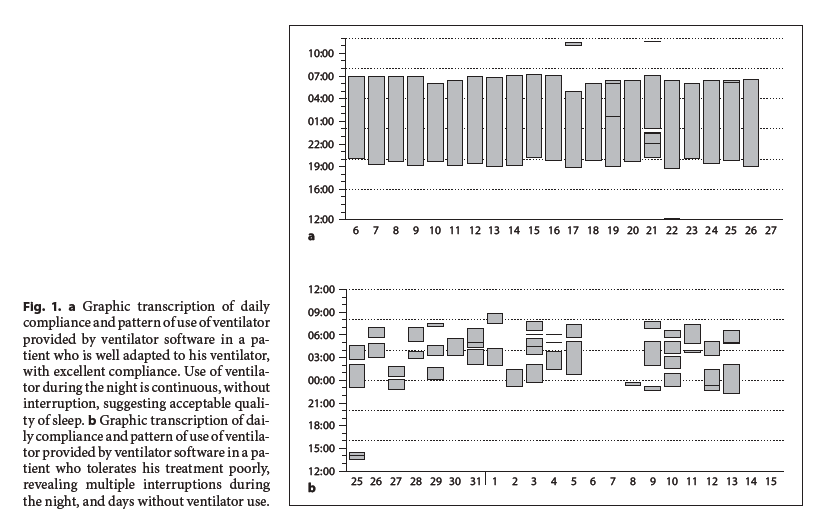 10:00
07:00
04:00
01:00
22:00
19:00
16:00
12:00
6 7 8 9 10 11 12 13 14 15 16 17 18 19 20 21 22 23 24 25 26 27
a
12:00
09:00
06:00
03:00
00:00
21:00
18:00
15:00
12:00
25 26 27 28 29 30 31 1 2 3 4 5 6 7 8 9 10 11 12 13 14 15
b
Fig. 1. a Graphic transcription of daily
compliance and pattern of use of ventilator
provided by ventilator software in a pa-
tient who is well adapted to his ventilator,
with excellent compliance. Use of ventila-
tor during the night is continuous, without
interruption, suggesting acceptable quali-
ty of sleep. b Graphic transcription of dai-
ly compliance and pattern of use of ventila-
tor provided by ventilator software in a pa-
tient who tolerates his treatment poorly,
revealing multiple interruptions during
the night, and days without ventilator use.